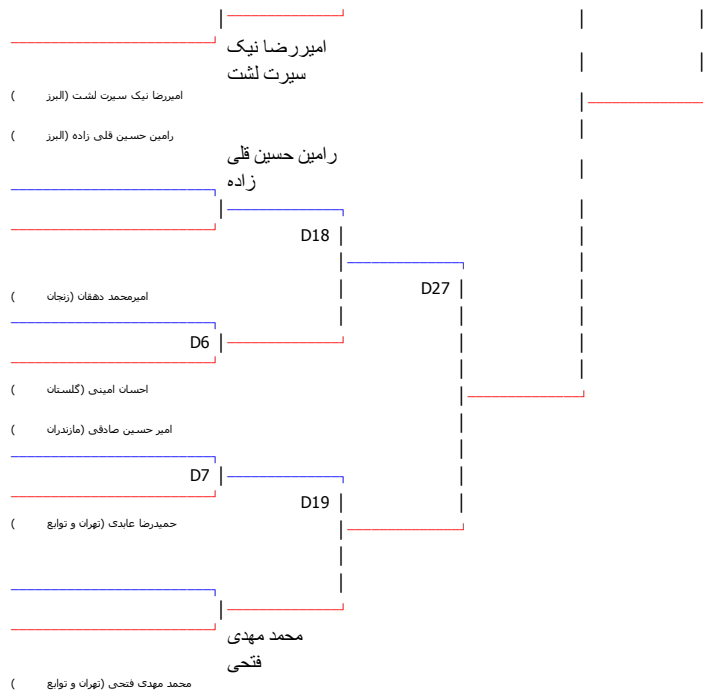 امیررضا نیک
سیرت لشت
امیررضا نیک سیرت لشت (البرز )
رامین حسین قلی زاده (البرز )
رامین حسین قلی
زاده
D18
D27
امیرمحمد دهقان (زنجان )
D6
احسان امینی (گلستان )
امیر حسین صادقی (مازندران )
D7
D19
حمیدرضا عابدی (تهران و توابع )
محمد مهدی
فتحی
محمد مهدی فتحی (تهران و توابع )